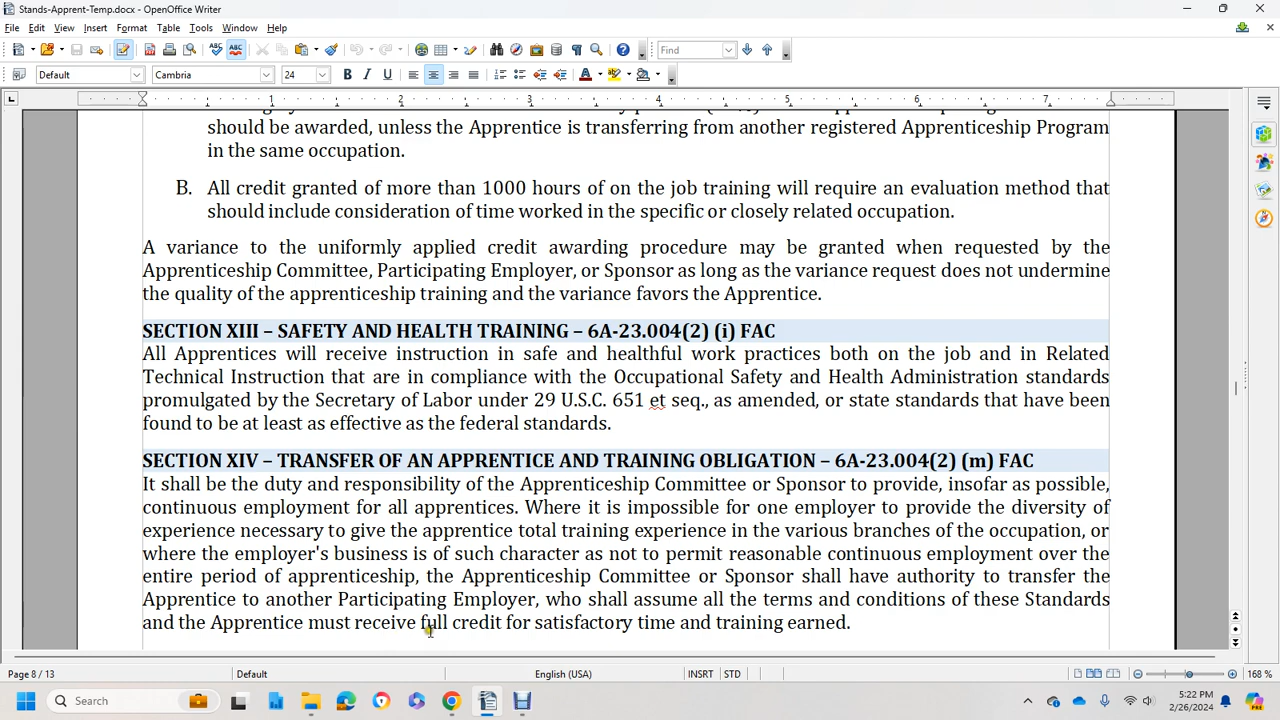 Stands-Apprent-Temp.docx - OpenOffice Writer
File Edit View Insert Format Table Tools Window Help
Find
Default Cambria 24
1 2 3 4 5 6 7
should be awarded, unless the Apprentice is transferring from another registered Apprenticeship Program
in the same occupation.
B. All credit granted of more than 1000 hours of on the job training will require an evaluation method that
should include consideration of time worked in the specific or closely related occupation.
A variance to the uniformly applied credit awarding procedure may be granted when requested by the
Apprenticeship Committee, Participating Employer, or Sponsor as long as the variance request does not undermine
the quality of the apprenticeship training and the variance favors the Apprentice.
SECTION XIII – SAFETY AND HEALTH TRAINING – 6A-23.004(2) (i) FAC
All Apprentices will receive instruction in safe and healthful work practices both on the job and in Related
Technical Instruction that are in compliance with the Occupational Safety and Health Administration standards
promulgated by the Secretary of Labor under 29 U.S.C. 651 et seq., as amended, or state standards that have been
found to be at least as effective as the federal standards.
SECTION XIV – TRANSFER OF AN APPRENTICE AND TRAINING OBLIGATION – 6A-23.004(2) (m) FAC
It shall be the duty and responsibility of the Apprenticeship Committee or Sponsor to provide, insofar as possible,
continuous employment for all apprentices. Where it is impossible for one employer to provide the diversity of
experience necessary to give the apprentice total training experience in the various branches of the occupation, or
where the employer's business is of such character as not to permit reasonable continuous employment over the
entire period of apprenticeship, the Apprenticeship Committee or Sponsor shall have authority to transfer the
Apprentice to another Participating Employer, who shall assume all the terms and conditions of these Standards
and the Apprentice must receive full credit for satisfactory time and training earned.
Page 8 / 13 Default English (USA) INSRT STD 168 %
Search 5:22 PM
2/26/2024